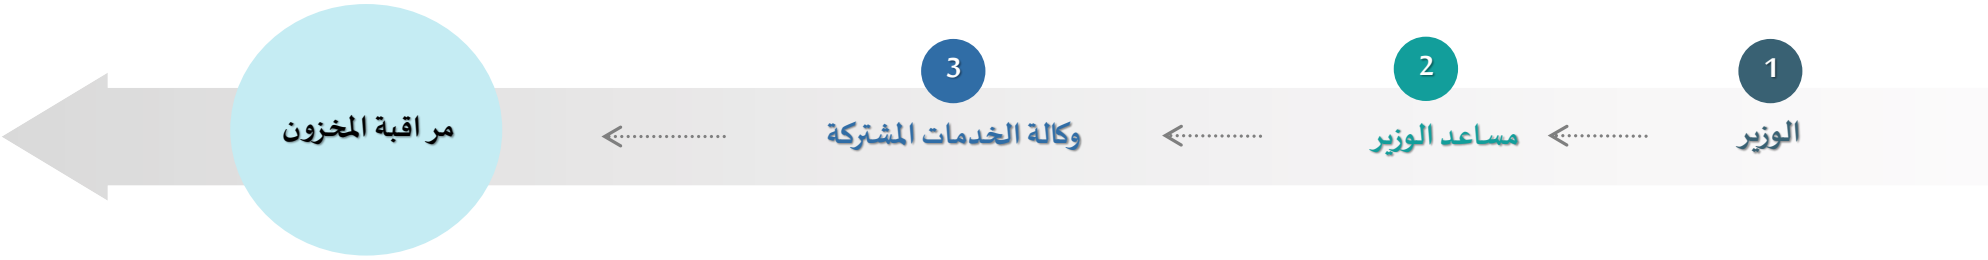 1
الوزير
2
مساعد الوزير
3
وكالة الخدمات المشتركة
مراقبة المخزون